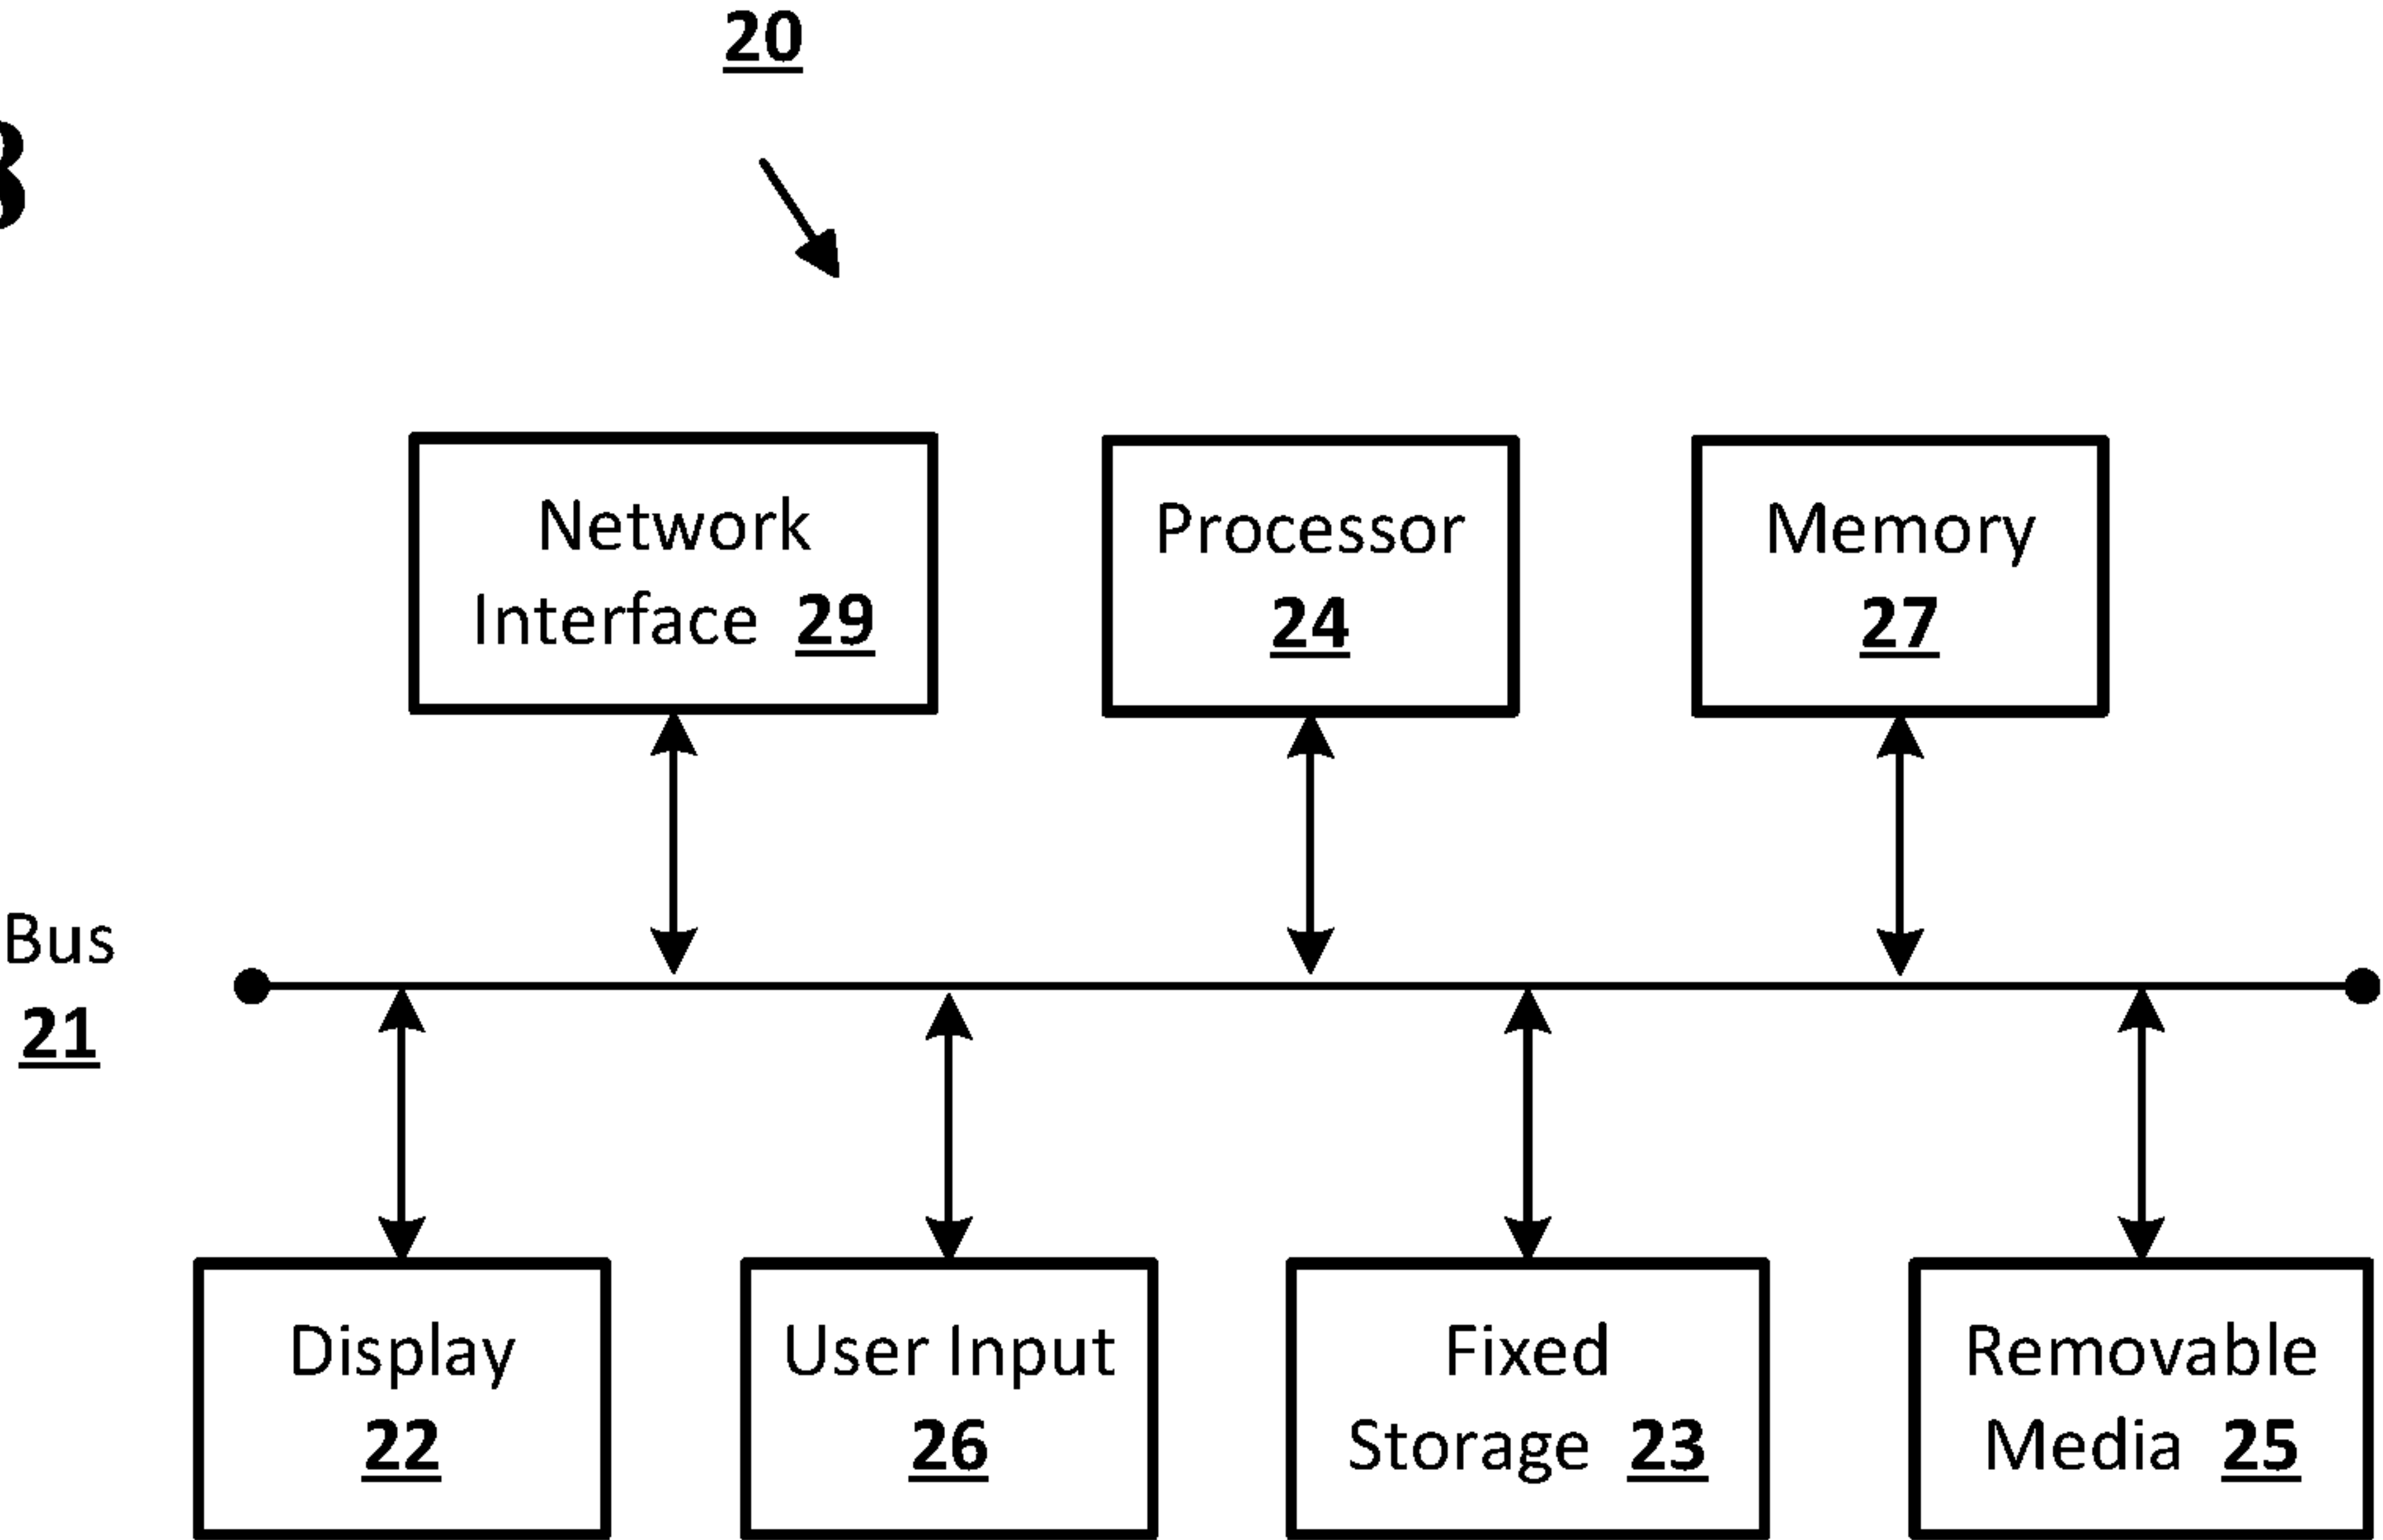 20
Network
Interface 29
Processor
24
Memory
27
Bus
21
Display
22
User Input
26
Fixed
Storage 23
Removable
Media 25